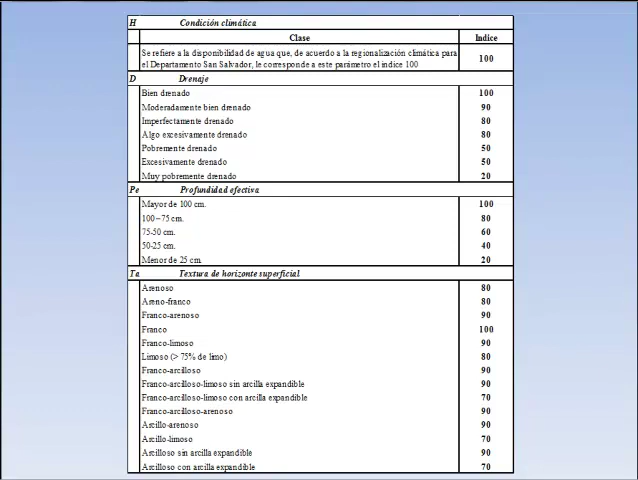 H Condición climática
Clase Indice
Se refiere a la disponibilidad de agua que, de acuerdo a la regionalización climática para
el Departamento San Salvador, le corresponde a este parámetro el indice 100 100
D Drenaje
Bien drenado 100
Moderadamente bien drenado 90
Imperfectamente drenado 80
Algo excesivamente drenado 80
Pobremente drenado 50
Excesivamente drenado 50
Muy pobremente drenado 20
Pe Profundidad efectiva
Mayor de 100 cm. 100
100–75 cm. 80
75-50 cm. 60
50-25 cm. 40
Menor de 25 cm. 20
Ta Textura de horizonte superficial
Arenoso 80
Areno-franco 80
Franco-arenoso 90
Franco 100
Franco-limoso 90
Limoso (> 75% de limo) 80
Franco-arcilloso 90
Franco-arcilloso-limoso sin arcilla expandible 90
Franco-arcilloso-limoso con arcilla expandible 70
Franco-arcilloso-arenoso 90
Arcillo-arenoso 90
Arcillo-limoso 70
Arcilloso sin arcilla expandible 90
Arcilloso con arcilla expandible 70